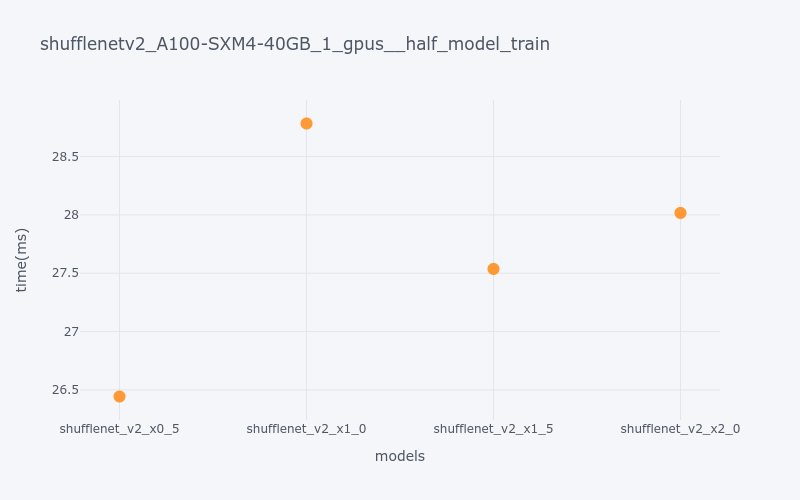 shufflenetv2_A100-SXM4-40GB_1_gpus__half_model_train
28.5
28
27.5
27
26.5
time(ms)
shufflenet_v2_x0_5 shufflenet_v2_x1_0 shufflenet_v2_x1_5 shufflenet_v2_x2_0
models